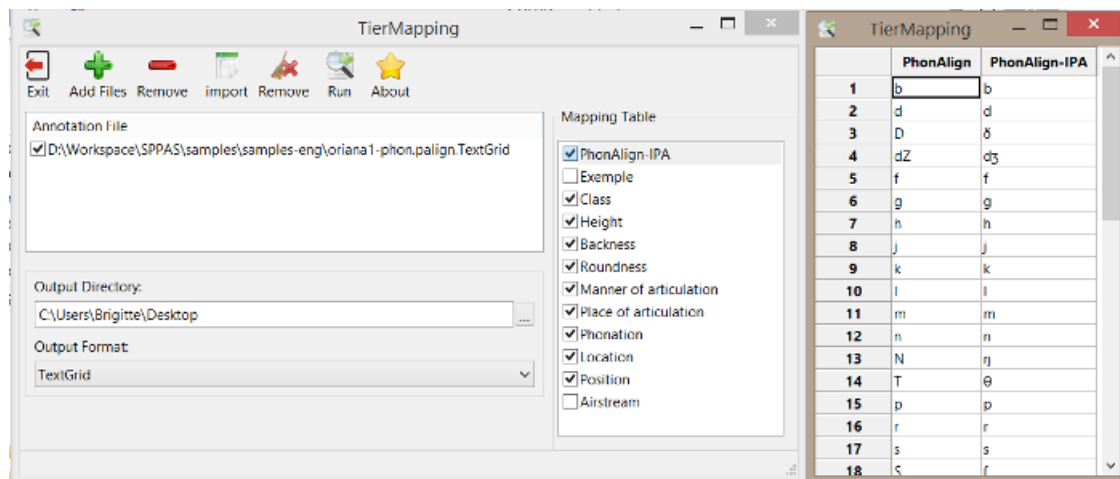 TierMapping
Exit Add Files Remove import Remove Run About
Annotation File
D:\Workspace\SPPAS\samples\samples-eng\oriana1-phon.palign.TextGrid
Output Directory:
C:\Users\Brigitte\Desktop
...
Output Format:
TextGrid
Mapping Table
PhonAlign-IPA
Exemple
Class
Height
Backness
Roundness
Manner of articulation
Place of articulation
Phonation
Location
Position
Airstream
TierMapping
PhonAlign PhonAlign-IPA
1 b b
2 d d
3 D ð
4 dZ dʒ
5 f f
6 g g
7 h h
8 j j
9 k k
10 l l
11 m m
12 n n
13 N ŋ
14 T θ
15 p p
16 r r
17 s s
18 S ʃ